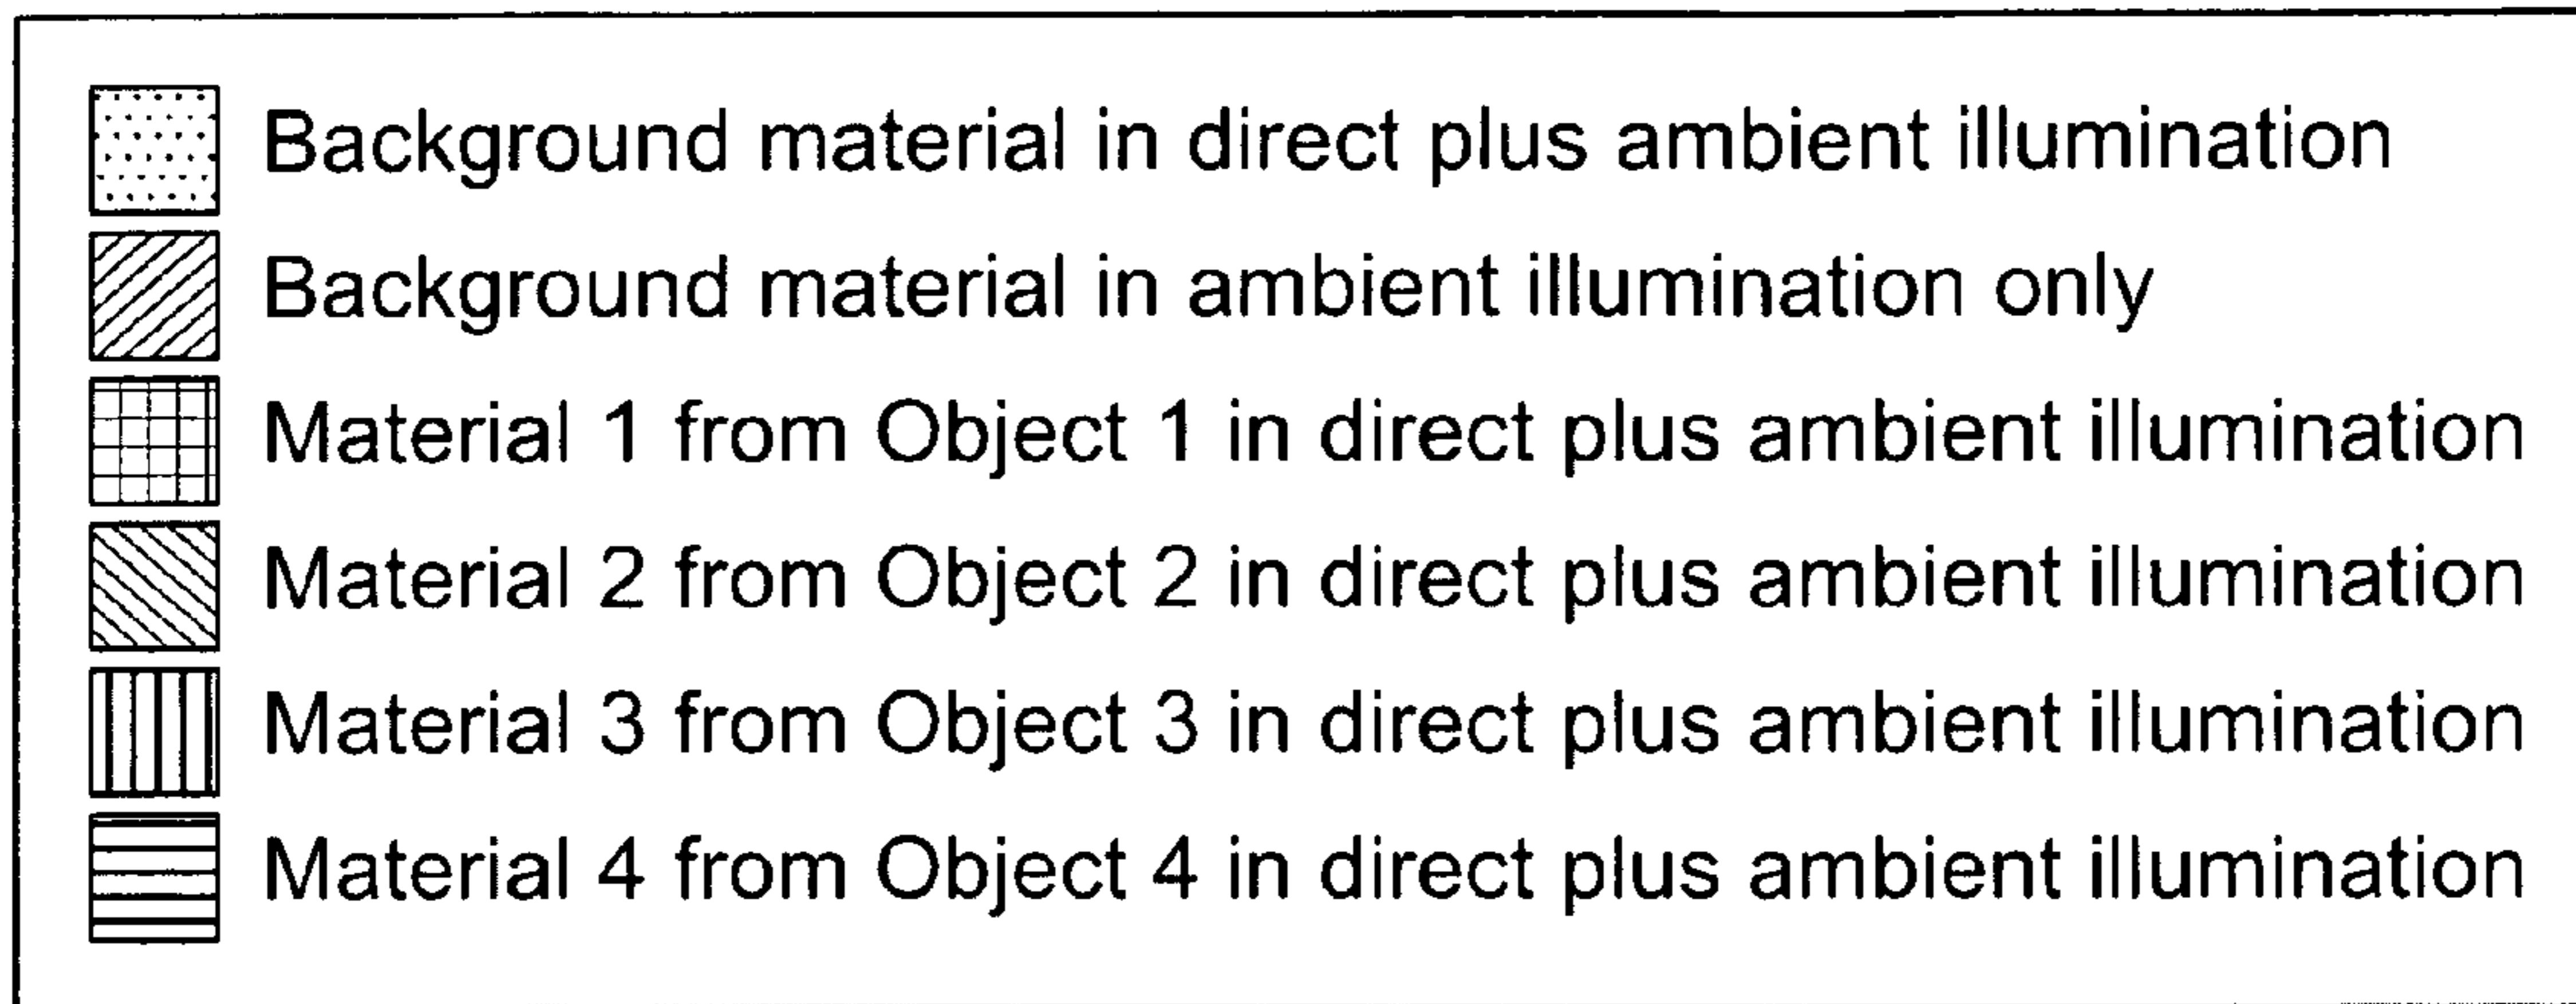 Background material in direct plus ambient illumination
Background material in ambient illumination only
Material 1 from Object 1 in direct plus ambient illumination
Material 2 from Object 2 in direct plus ambient illumination
Material 3 from Object 3 in direct plus ambient illumination
Material 4 from Object 4 in direct plus ambient illumination